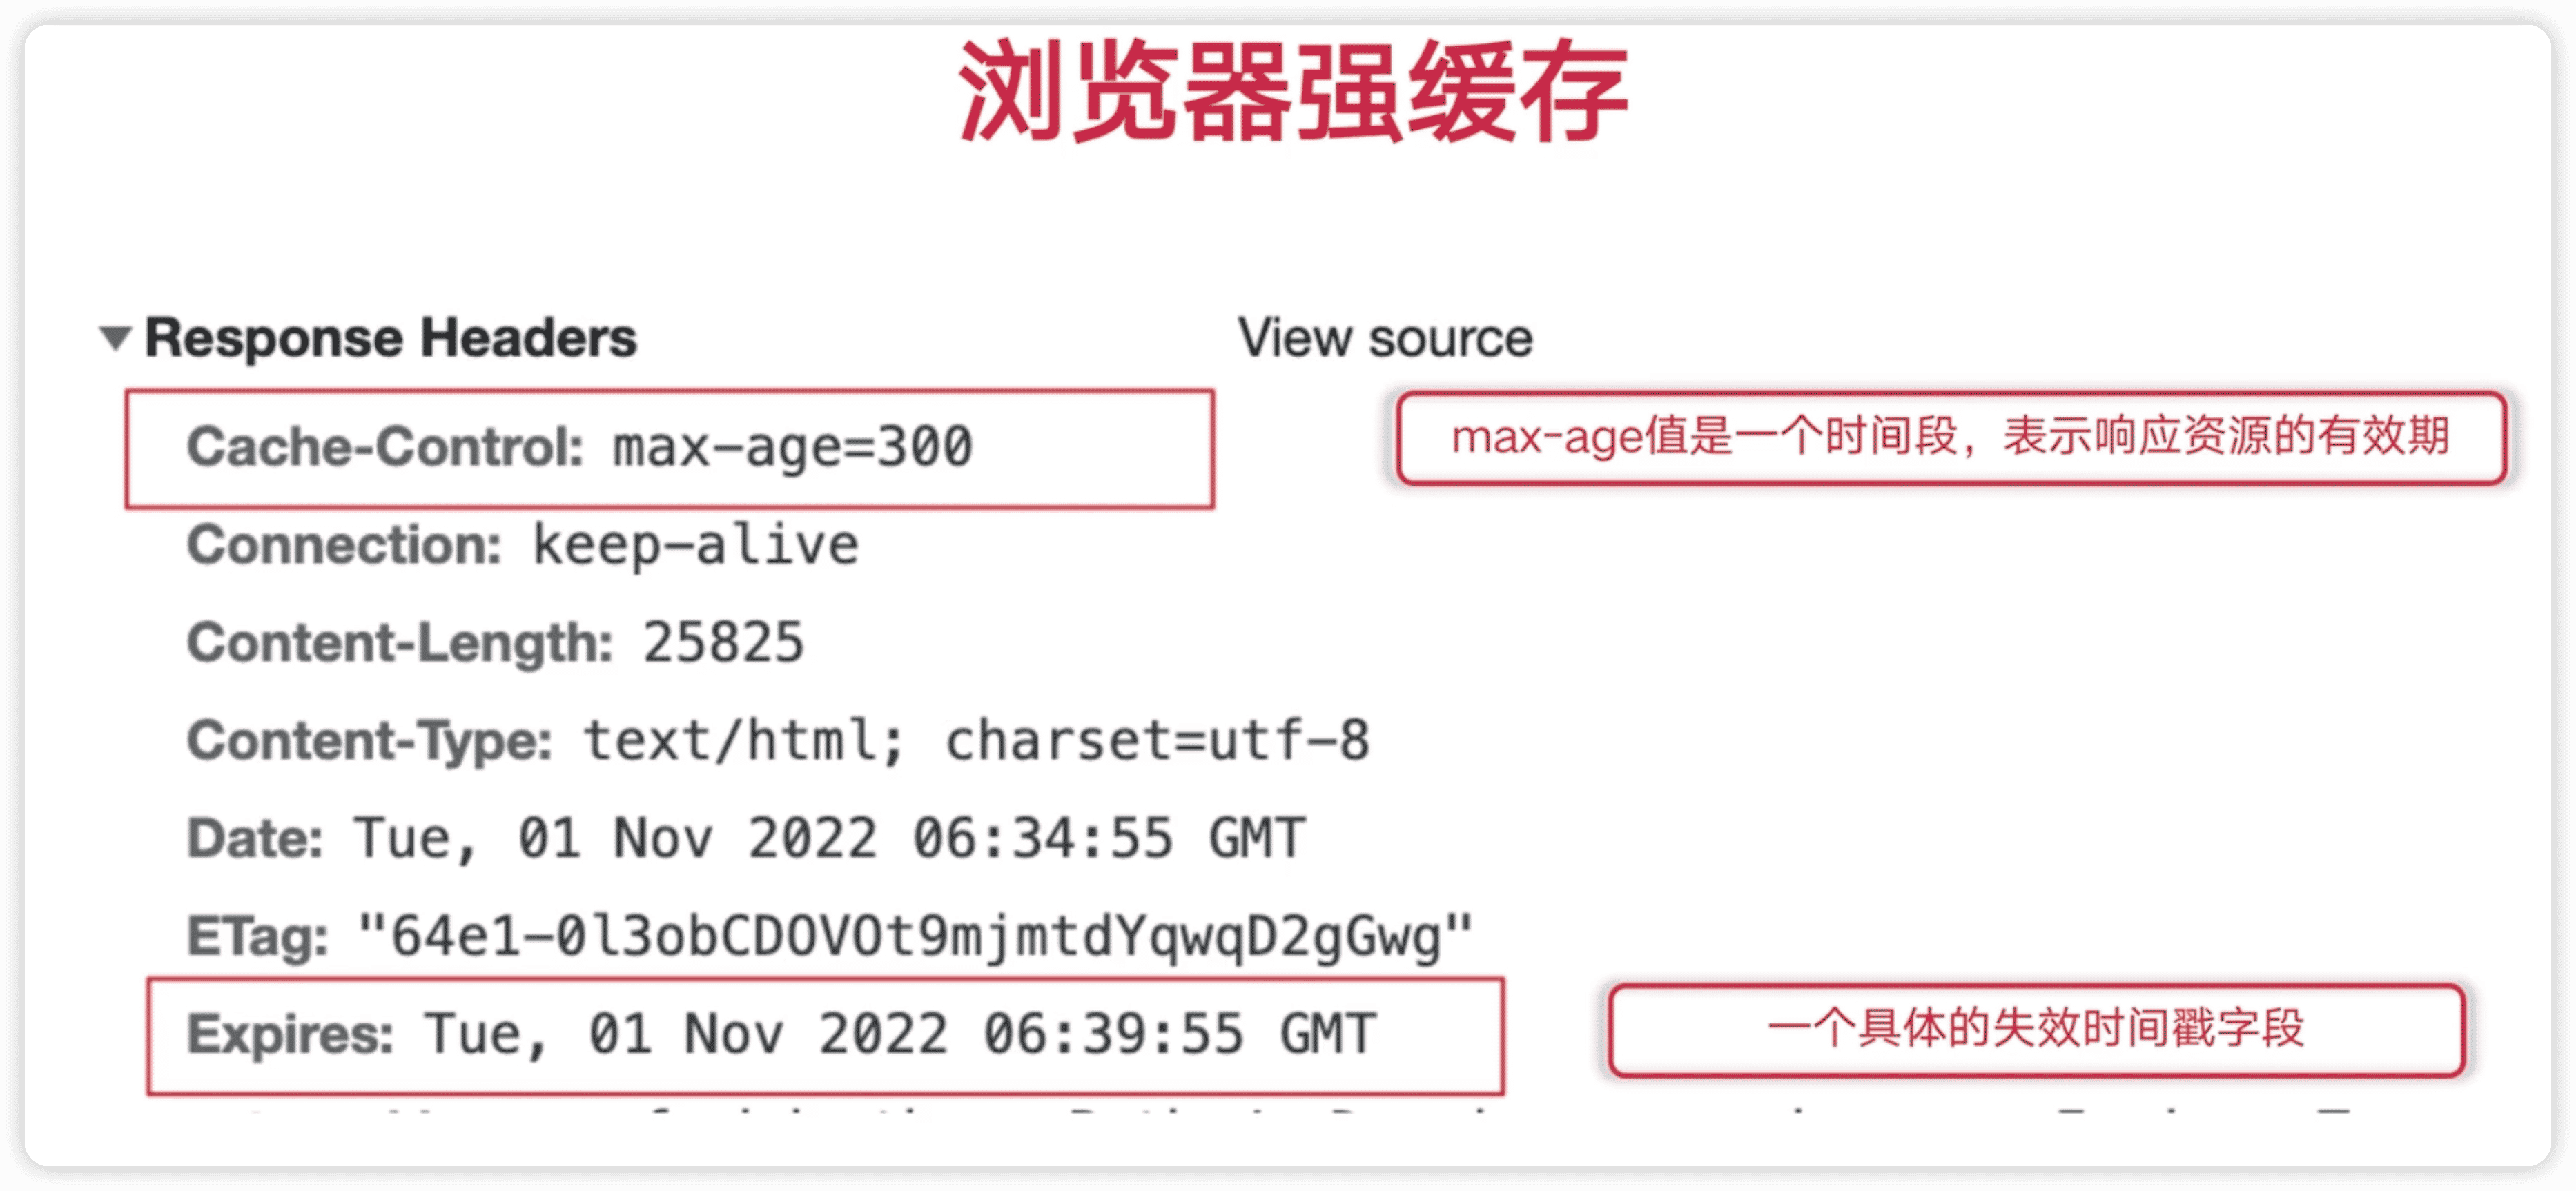 浏览器强缓存
Response Headers View source
Cache-Control: max-age=300 max-age值是一个时间段，表示响应资源的有效期
Connection: keep-alive
Content-Length: 25825
Content-Type: text/html; charset=utf-8
Date: Tue, 01 Nov 2022 06:34:55 GMT
ETag: "64e1-0l3obCDOVOt9mjmtdYqwqD2gGwg"
Expires: Tue, 01 Nov 2022 06:39:55 GMT 一个具体的失效时间戳字段